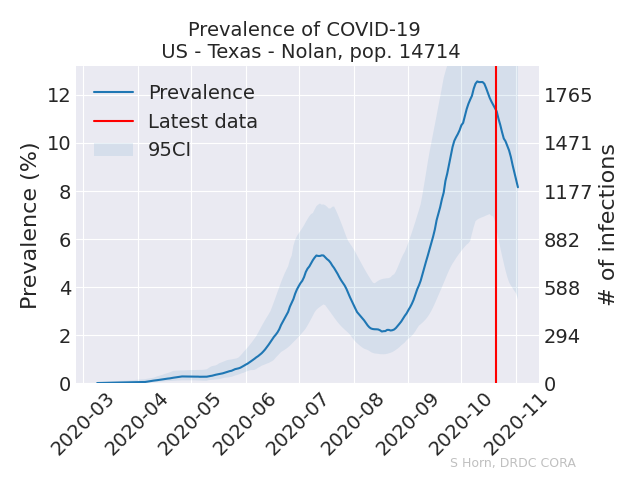 Prevalence of COVID-19
US - Texas - Nolan, pop. 14714
Prevalence
Latest data
95CI
Prevalence (%)
12
10
8
6
4
2
0
1765
1471
1177
882
588
294
0
# of infections
2020-03
2020-04
2020-05
2020-06
2020-07
2020-08
2020-09
2020-10
2020-11
S Horn, DRDC CORA